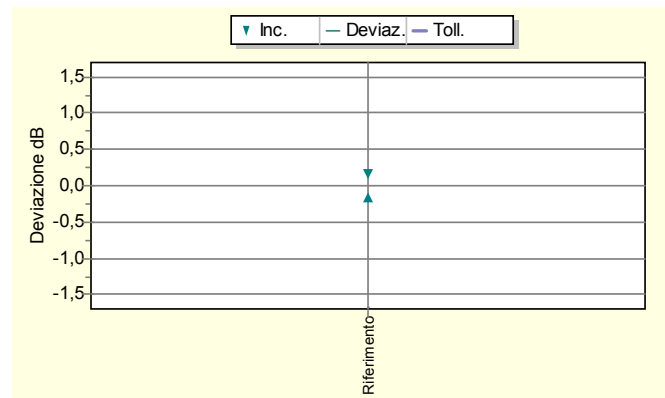 Inc. Deviaz. Toll.
1,5
1,0
0,5
0,0
-0,5
-1,0
-1,5
Deviazione dB
Riferimento